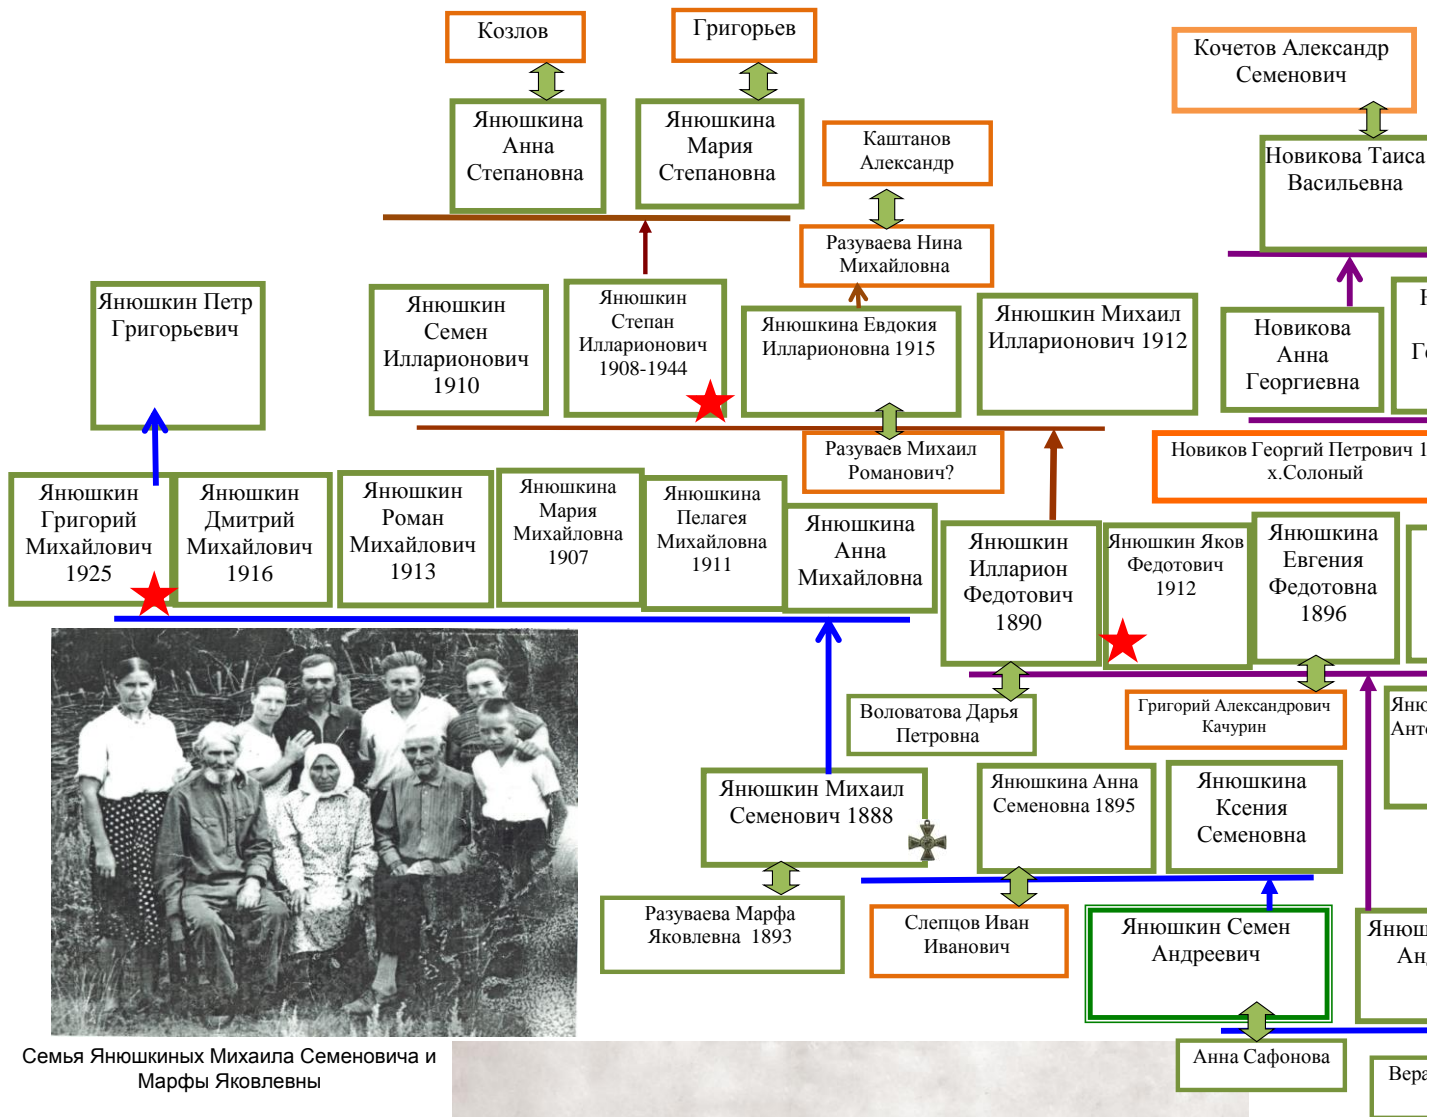 Козлов
Григорьев
Кочетов Александр
Семенович
Янюшкина
Анна
Степановна
Янюшкина
Мария
Степановна
Каштанов
Александр
Новикова Таиса
Васильевна
Разуваева Нина
Михайловна
Янюшкин Петр
Григорьевич
Янюшкин
Семен
Илларионович
1910
Янюшкин
Степан
Илларионович
1908-1944
Янюшкина Евдокия
Илларионовна 1915
Янюшкин Михаил
Илларионович 1912
Новикова
Анна
Георгиевна
Разуваев Михаил
Романович?
Новиков Георгий Петрович 1
х.Солоный
Янюшкин
Григорий
Михайлович
1925
Янюшкин
Дмитрий
Михайлович
1916
Янюшкин
Роман
Михайлович
1913
Янюшкина
Мария
Михайловна
1907
Янюшкина
Пелагея
Михайловна
1911
Янюшкина
Анна
Михайловна
Янюшкин
Илларион
Федотович
1890
Янюшкин Яков
Федотович
1912
Янюшкина
Евгения
Федотовна
1896
Воловатова Дарья
Петровна
Григорий Александрович
Качурин
Янюшкин Михаил
Семенович 1888
Янюшкина Анна
Семеновна 1895
Янюшкина
Ксения
Семеновна
Разуваева Марфа
Яковлевна 1893
Слепцов Иван
Иванович
Янюшкин Семен
Андреевич
Анна Сафонова
Вера
Семья Янюшкиных Михаила Семеновича и
Марфы Яковлевны